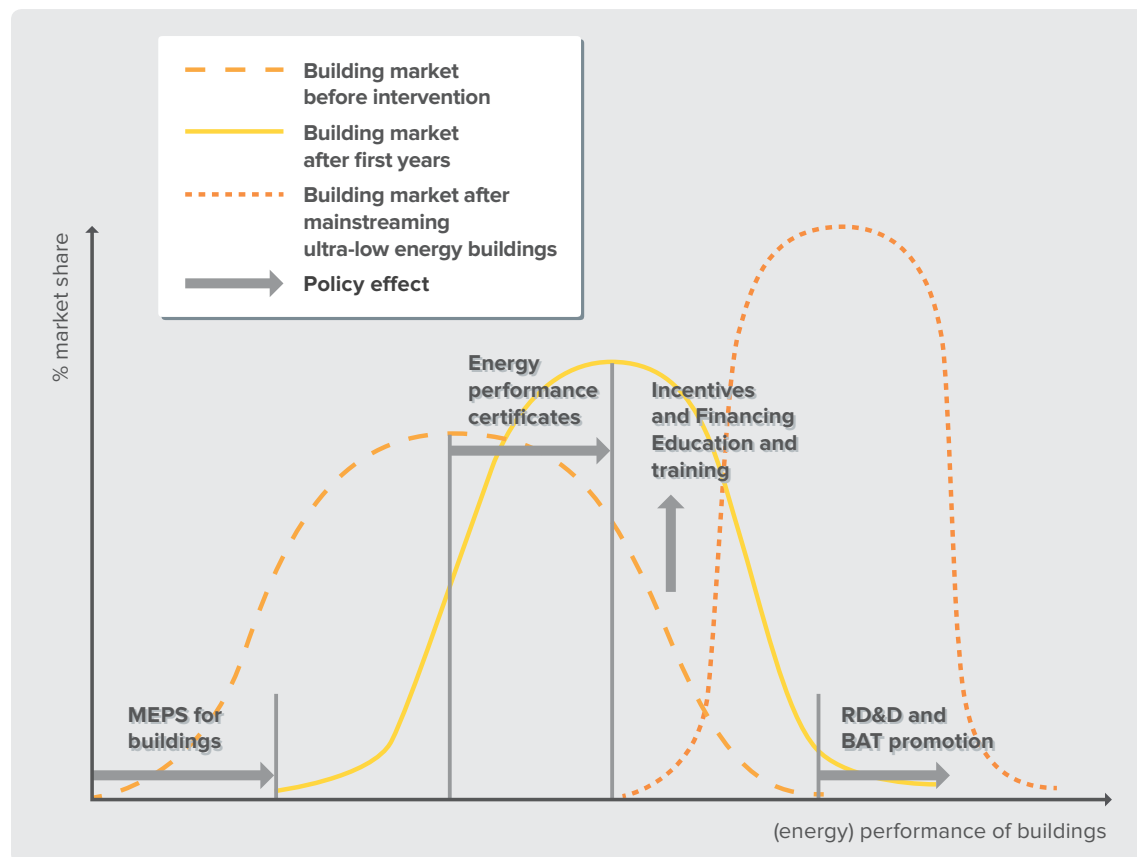 Building market
before intervention
Building market
after first years
Building market after
mainstreaming
ultra-low energy buildings
Policy effect
% market share
Energy
performance
certificates
Incentives
and Financing
Education and
training
MEPS for
buildings
RD&D and
BAT promotion
(energy) performance of buildings